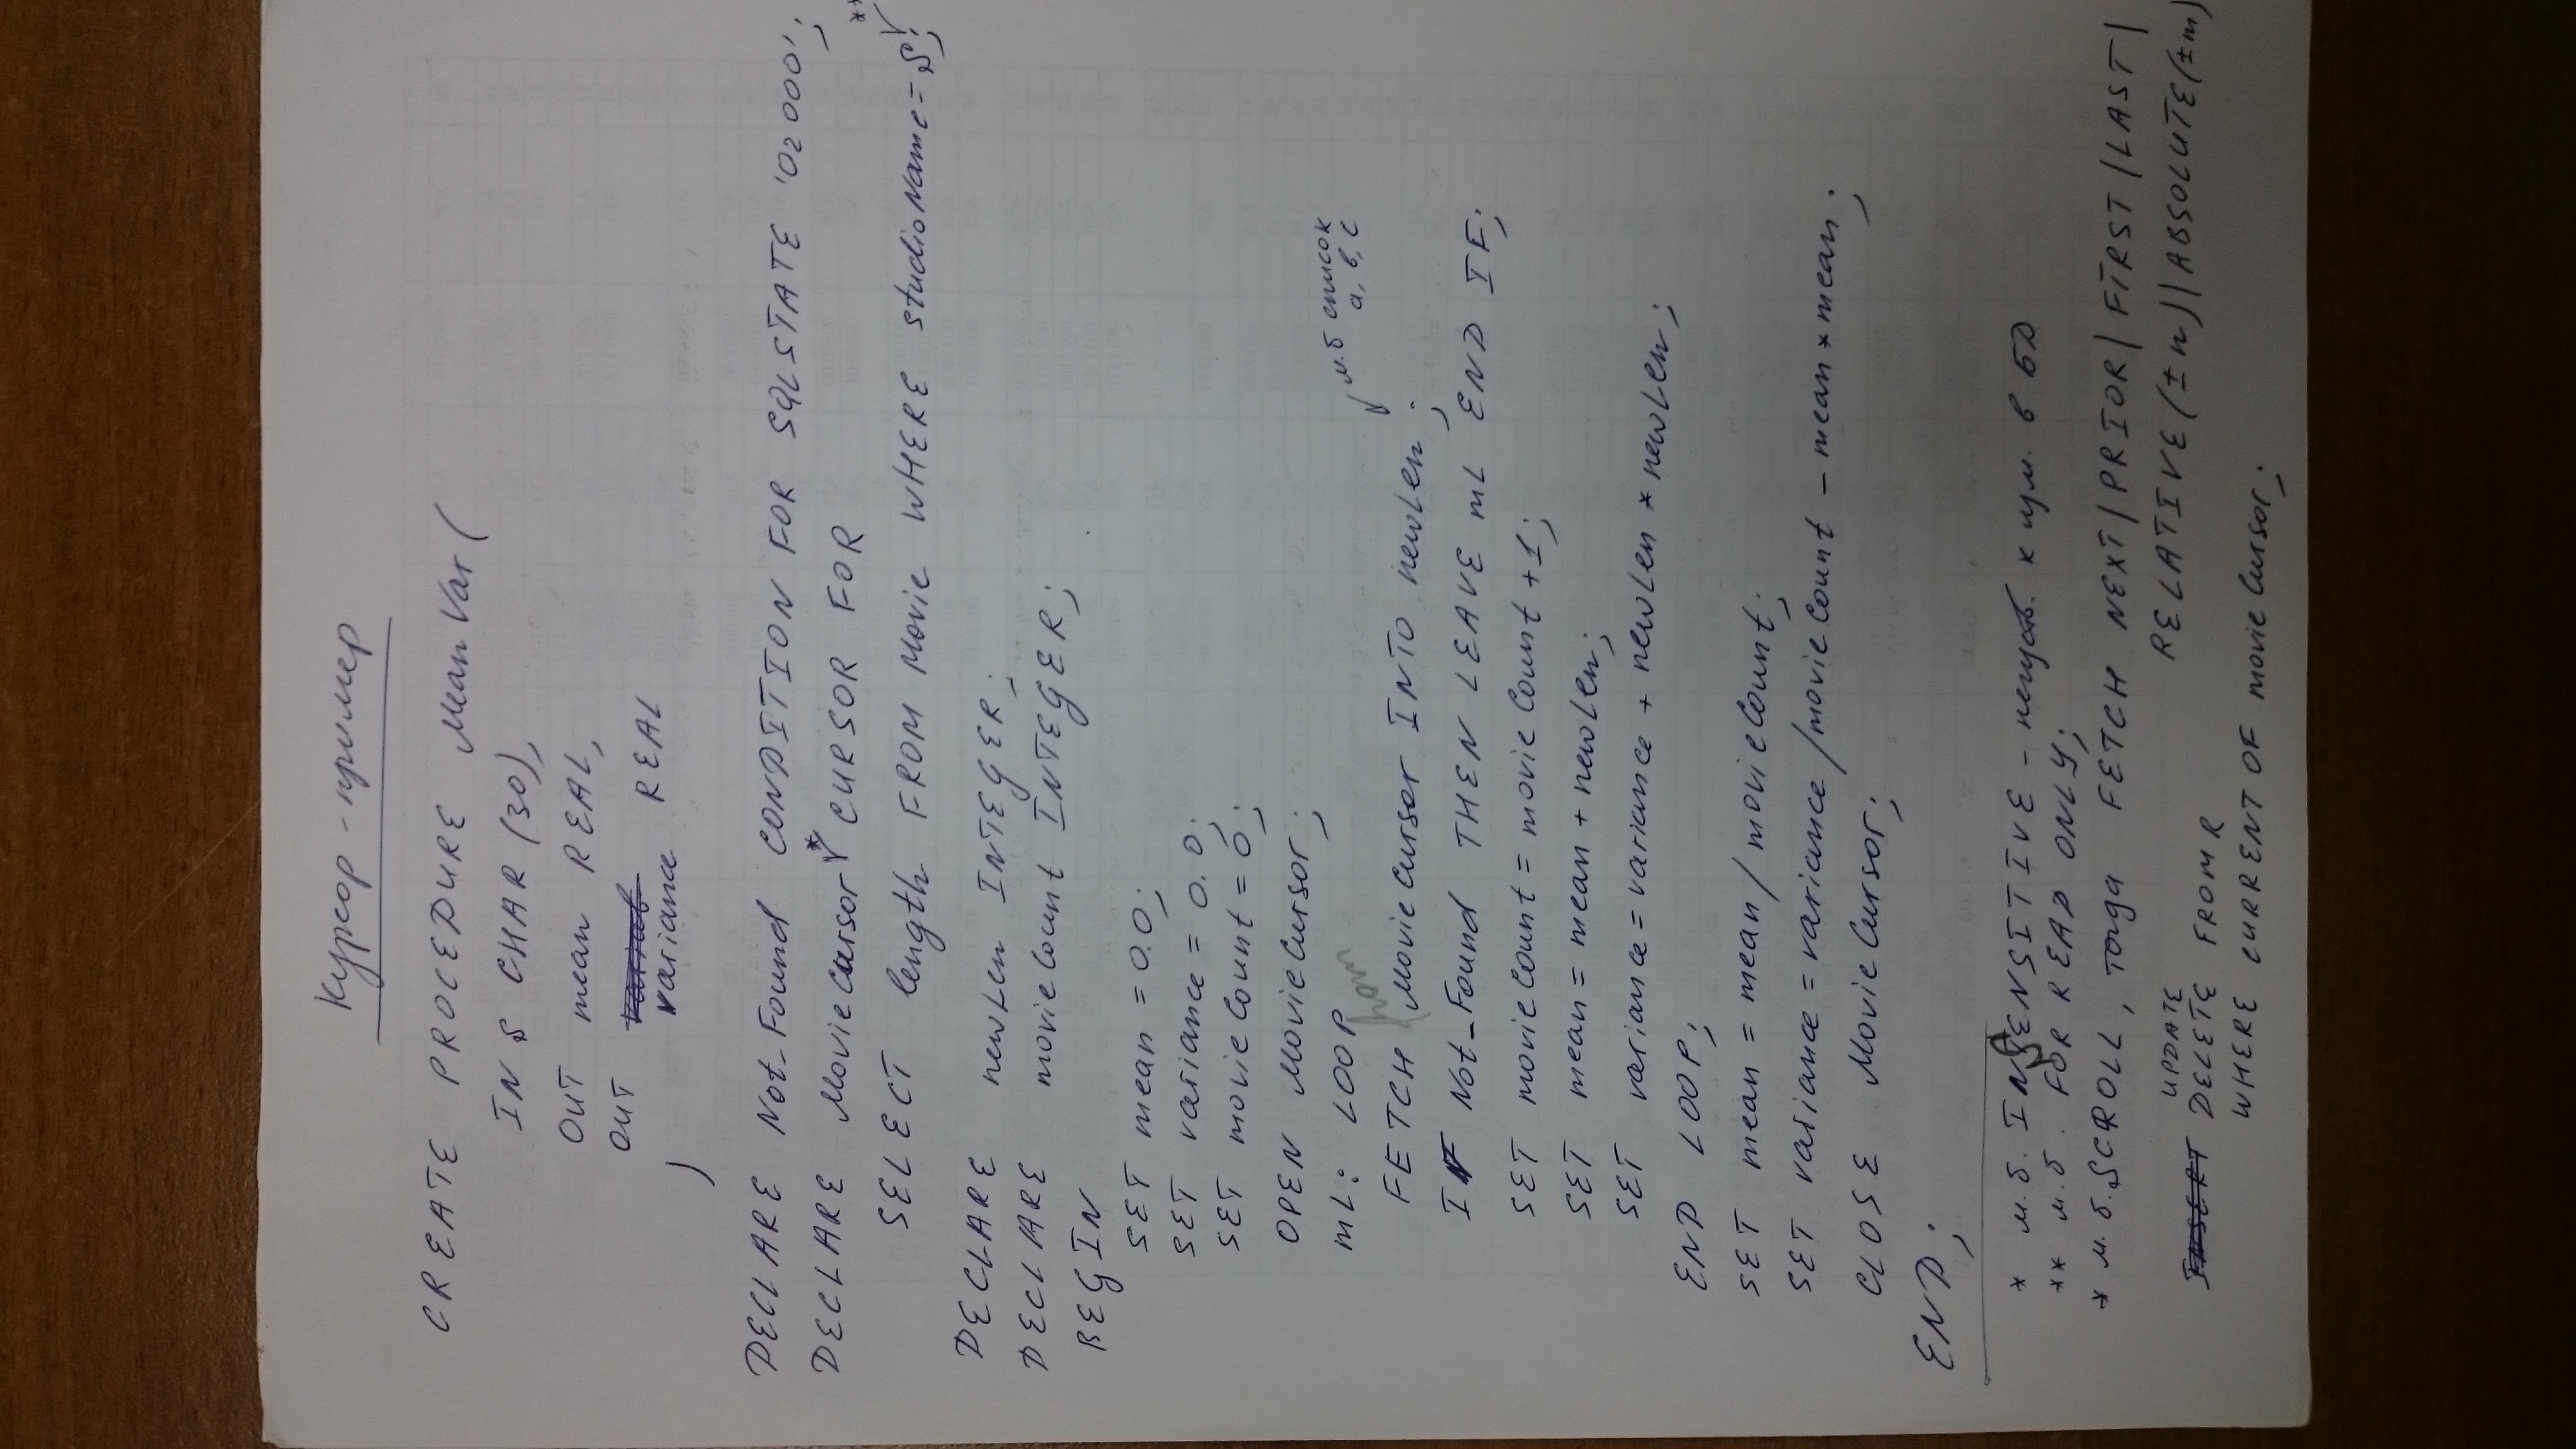 Курсор - пример
CREATE PROCEDURE MeanVar (
IN S CHAR (30),
OUT mean REAL,
OUT variance REAL
)
DECLARE Not_Found CONDITION FOR SQLSTATE '02000';
DECLARE MovieCursor * CURSOR FOR
SELECT length FROM Movie WHERE studioName = S; **
DECLARE newLen INTEGER;
DECLARE movieCount INTEGER;
BEGIN
SET mean = 0.0;
SET variance = 0.0;
SET movieCount = 0;
OPEN MovieCursor;
mL: LOOP
м.б список
a, b, c
FETCH from MovieCursor INTO newLen;
IF Not_Found THEN LEAVE mL END IF;
SET movieCount = movieCount + 1;
SET mean = mean + newLen;
SET variance = variance + newLen * newLen;
END LOOP;
SET mean = mean / movieCount;
SET variance = variance / movieCount - mean * mean;
CLOSE MovieCursor;
END;
* м.б. INSENSITIVE - нечувств. к изм. в БД
** м.б. FOR READ ONLY;
* м.б. SCROLL, тогда FETCH NEXT | PRIOR | FIRST | LAST |
RELATIVE (±n) | ABSOLUTE (±m)
UPDATE
INSERT DELETE FROM R
WHERE CURRENT OF movieCursor;